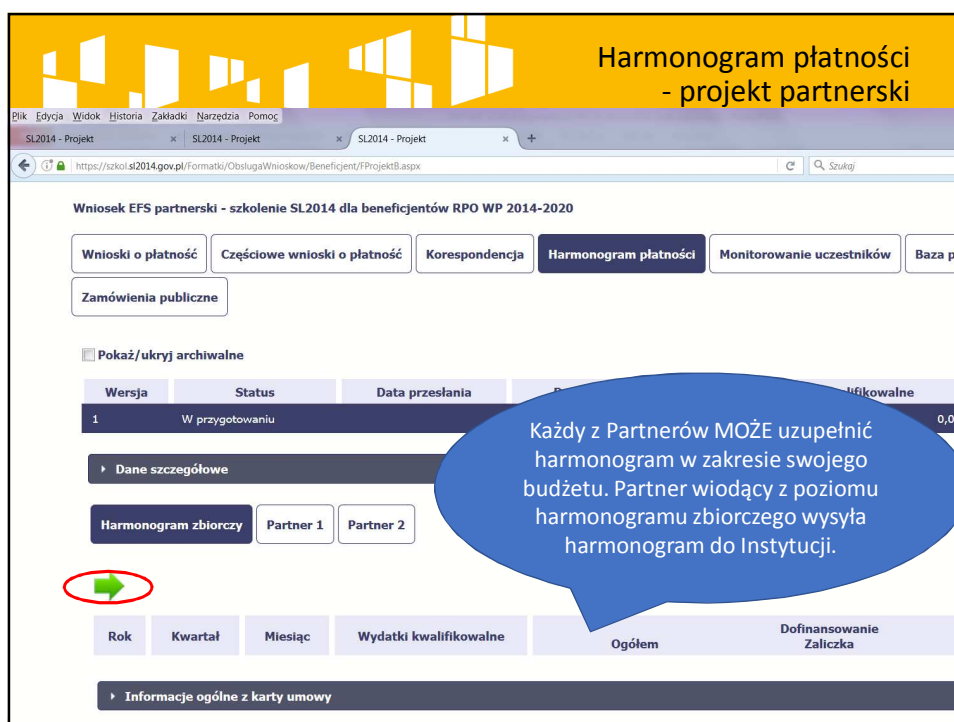 Harmonogram płatności
- projekt partnerski
Plik Edycja Widok Historia Zakładki Narzędzia Pomoc
SL2014 - Projekt × SL2014 - Projekt × SL2014 - Projekt × +
https://szkol.sl2014.gov.pl/Formatki/ObslugaWnioskow/Beneficjent/FProjektB.aspx Szukaj
Wniosek EFS partnerski - szkolenie SL2014 dla beneficjentów RPO WP 2014-2020
Wnioski o płatność Częściowe wnioski o płatność Korespondencja Harmonogram płatności Monitorowanie uczestników Baza p
Zamówienia publiczne
Pokaż/ukryj archiwalne
Wersja Status Data przesłania
1 W przygotowaniu 0,0
Każdy z Partnerów MOŻE uzupełnić
harmonogram w zakresie swojego
budżetu. Partner wiodący z poziomu
harmonogramu zbiorczego wysyła
harmonogram do Instytucji.
Dane szczegółowe
Harmonogram zbiorczy Partner 1 Partner 2
Rok Kwartał Miesiąc Wydatki kwalifikowalne Ogółem Dofinansowanie
Zaliczka
Informacje ogólne z karty umowy